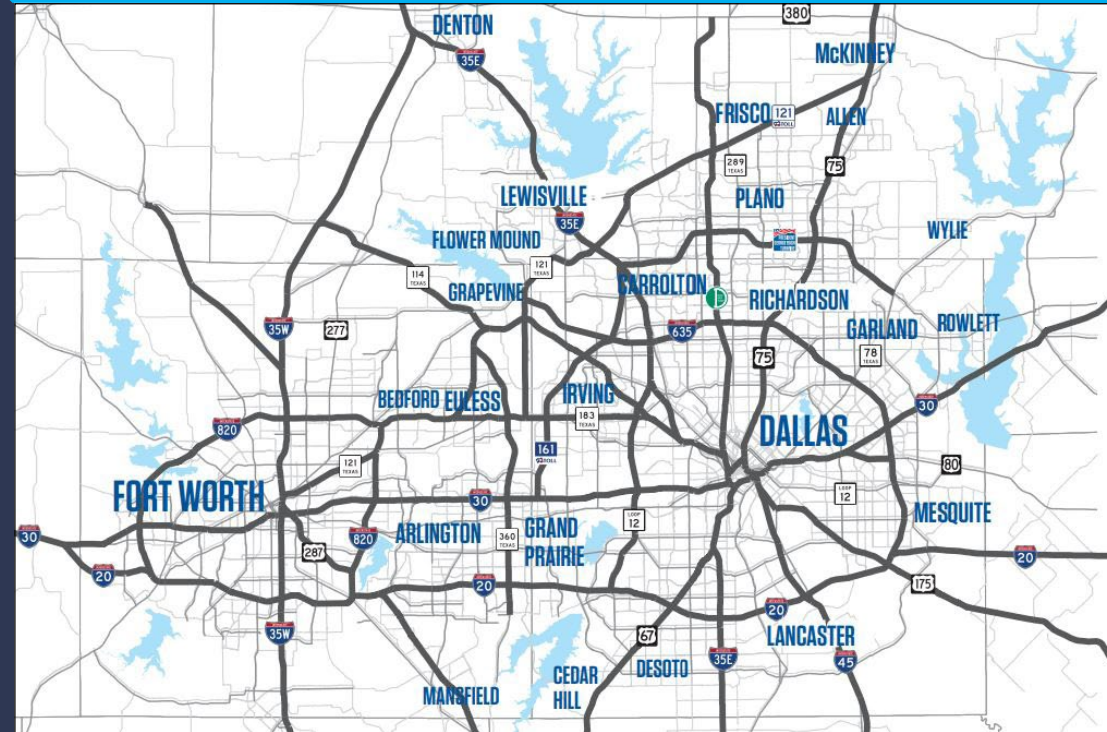 380
DENTON
35E
McKINNEY
FRISCO
121
TOLL
ALLEN
289
TEXAS
75
PLANO
LEWISVILLE
35E
WYLIE
FLOWER MOUND
121
TEXAS
114
TEXAS
GRAPEVINE
CARROLTON
RICHARDSON
35W
277
635
GARLAND
ROWLETT
75
78
TEXAS
BEDFORD
EULESS
IRVING
30
183
TEXAS
820
DALLAS
161
TOLL
121
TEXAS
80
FORT WORTH
30
LOOP
12
MESQUITE
30
820
ARLINGTON
360
TEXAS
GRAND
PRAIRIE
LOOP
12
287
20
20
20
175
20
35W
67
LANCASTER
35E
45
DESOTO
CEDAR
HILL
MANSFIELD